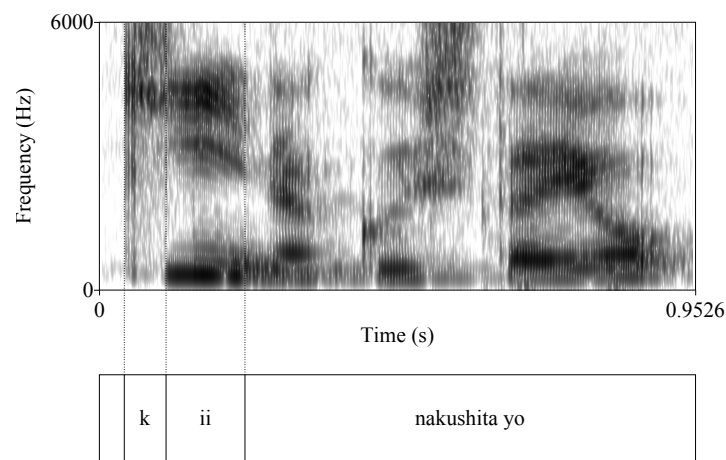 6000
Frequency (Hz)
0
0 0.9526
Time (s)
k ii nakushita yo